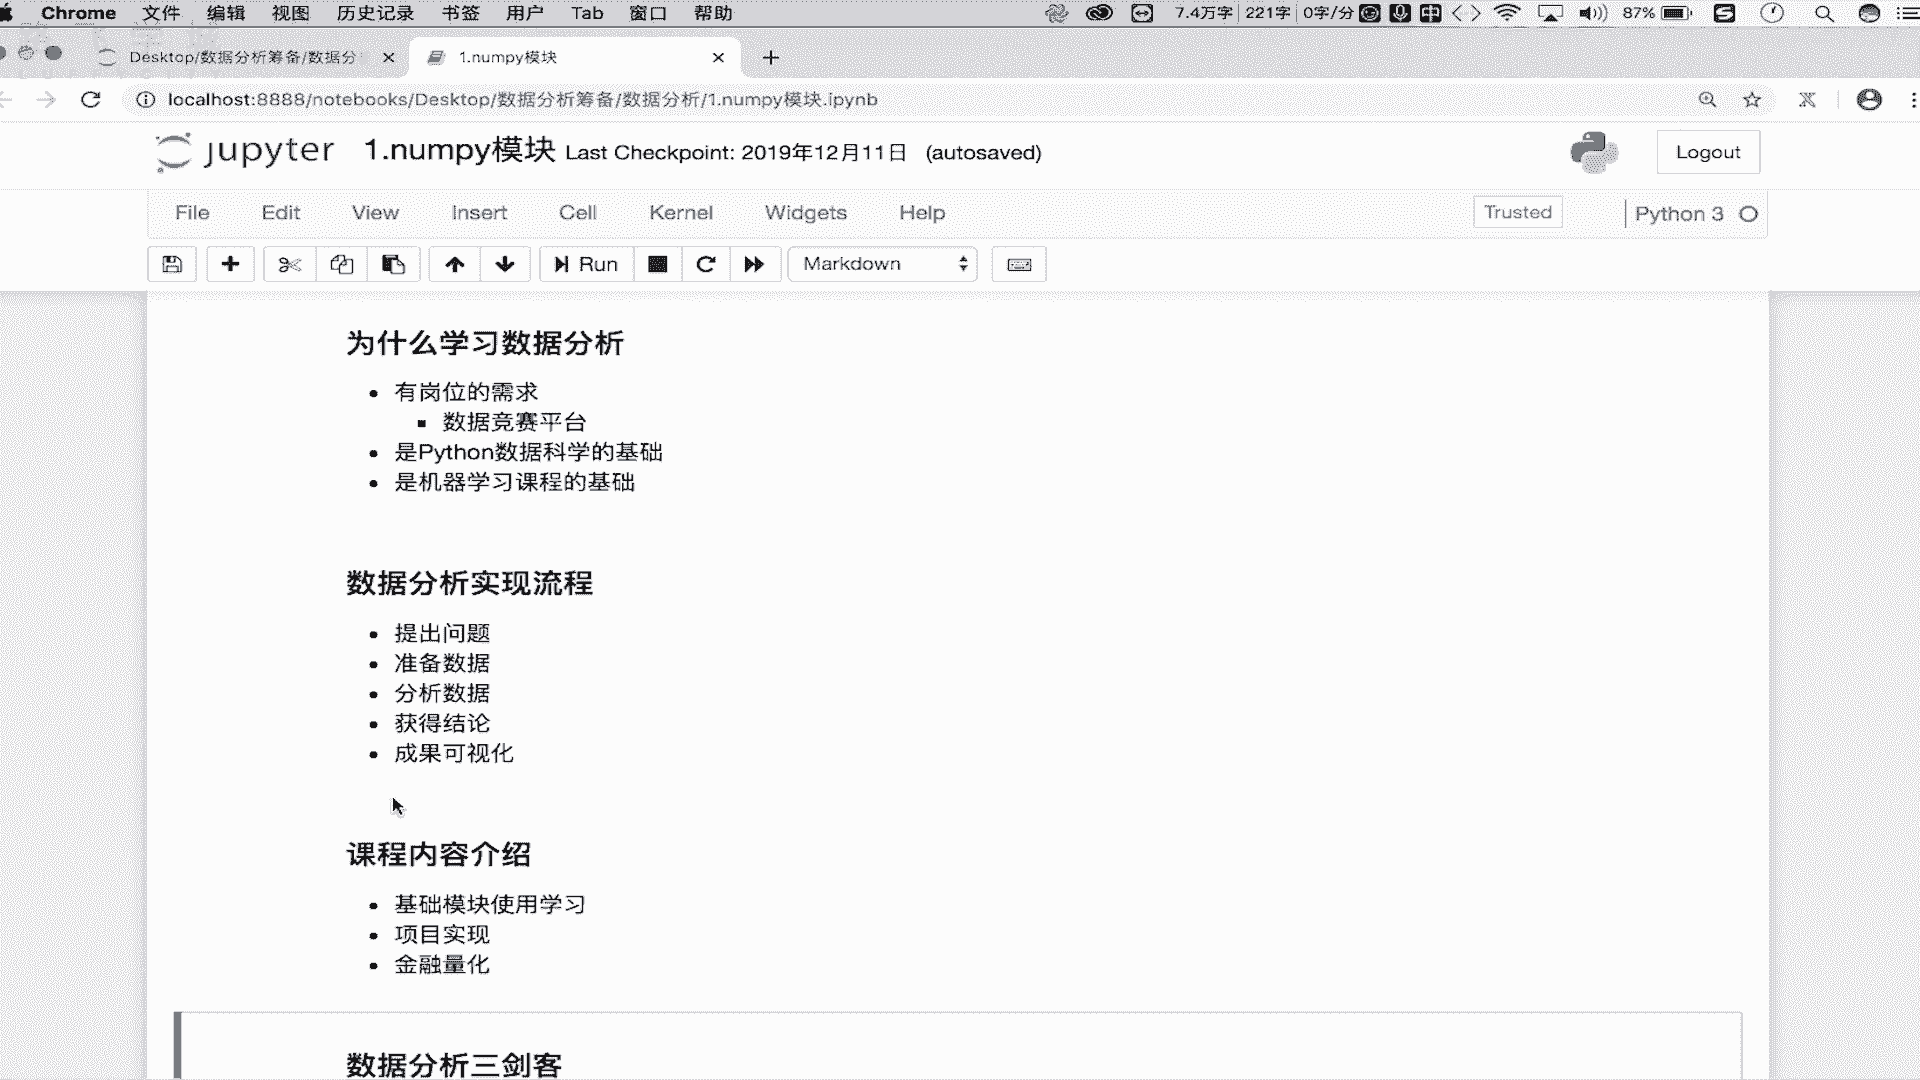 Chrome 文件 编辑 视图 历史记录 书签 用户 Tab 窗口 帮助 7.4万字 221字 0字/分 中 87%
Desktop/数据分析筹备/数据分 1.numpy模块
localhost:8888/notebooks/Desktop/数据分析筹备/数据分析/1.numpy模块.ipynb
jupyter 1.numpy模块 Last Checkpoint: 2019年12月11日 (autosaved) Logout
File Edit View Insert Cell Kernel Widgets Help Trusted Python 3
Run Markdown
为什么学习数据分析
有岗位的需求
数据竞赛平台
是Python数据科学的基础
是机器学习课程的基础
数据分析实现流程
提出问题
准备数据
分析数据
获得结论
成果可视化
课程内容介绍
基础模块使用学习
项目实现
金融量化
数据分析三剑客